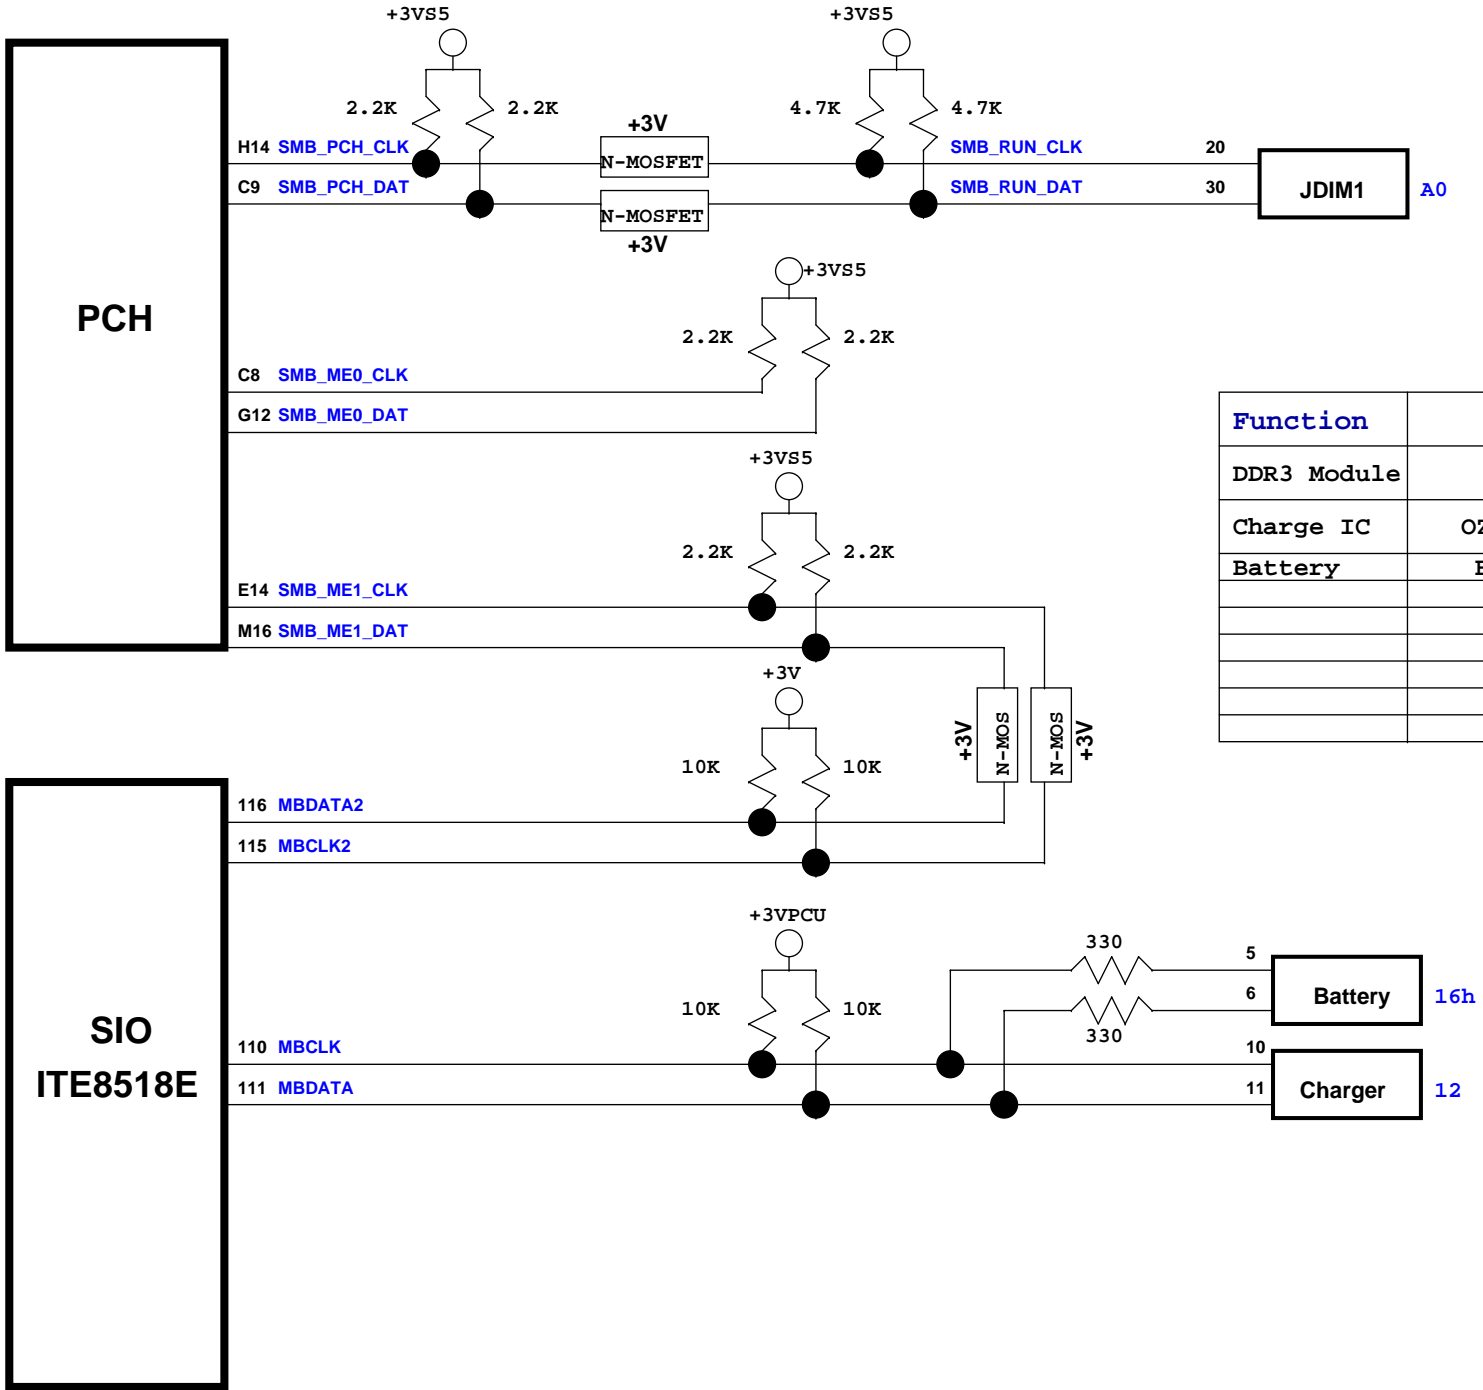 +3VS5
+3VS5
2.2K
2.2K
4.7K
4.7K
+3V
N-MOSFET
H14 SMB_PCH_CLK
SMB_RUN_CLK
20
C9 SMB_PCH_DAT
SMB_RUN_DAT
30
N-MOSFET
+3V
JDIM1
A0
+3VS5
PCH
2.2K
2.2K
C8 SMB_ME0_CLK
G12 SMB_ME0_DAT
Function
DDR3 Module
Charge IC
OZ
Battery
+3VS5
2.2K
2.2K
E14 SMB_ME1_CLK
M16 SMB_ME1_DAT
+3V
+3V
N-MOS
N-MOS
+3V
10K
10K
116 MBDATA2
115 MBCLK2
+3VPCU
330
5
10K
10K
6
Battery
16h
330
SIO
ITE8518E
110 MBCLK
10
111 MBDATA
11
Charger
12